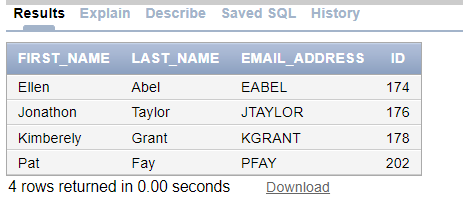 Results Explain Describe Saved SQL History
FIRST_NAME LAST_NAME EMAIL_ADDRESS ID
Ellen Abel EABEL 174
Jonathon Taylor JTAYLOR 176
Kimberely Grant KGRANT 178
Pat Fay PFAY 202
4 rows returned in 0.00 seconds Download